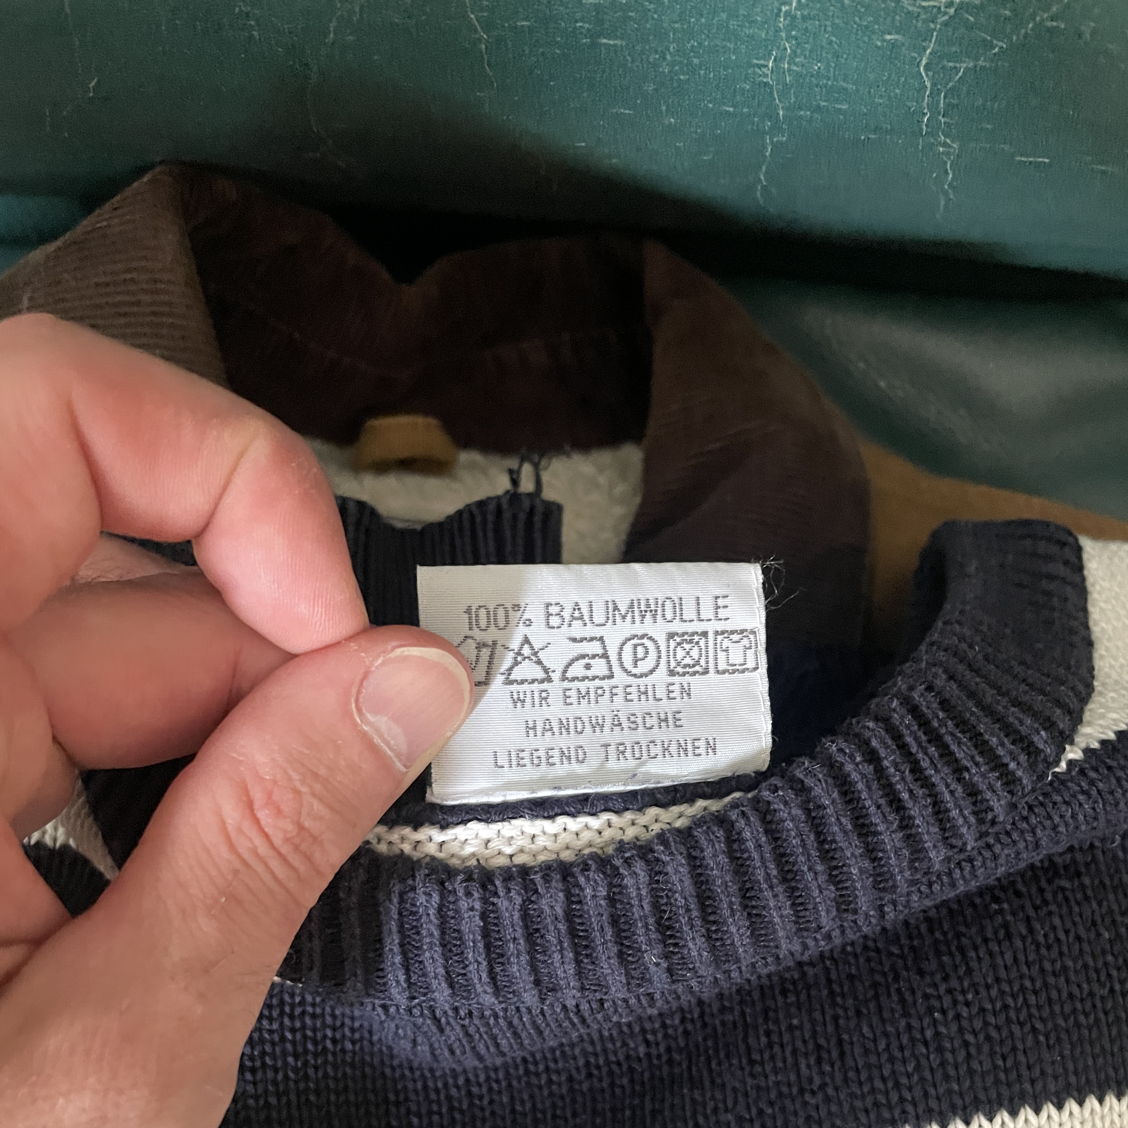 100% BAUMWOLLE
P
WIR EMPFEHLEN
HANDWÄSCHE
LIEGEND TROCKNEN